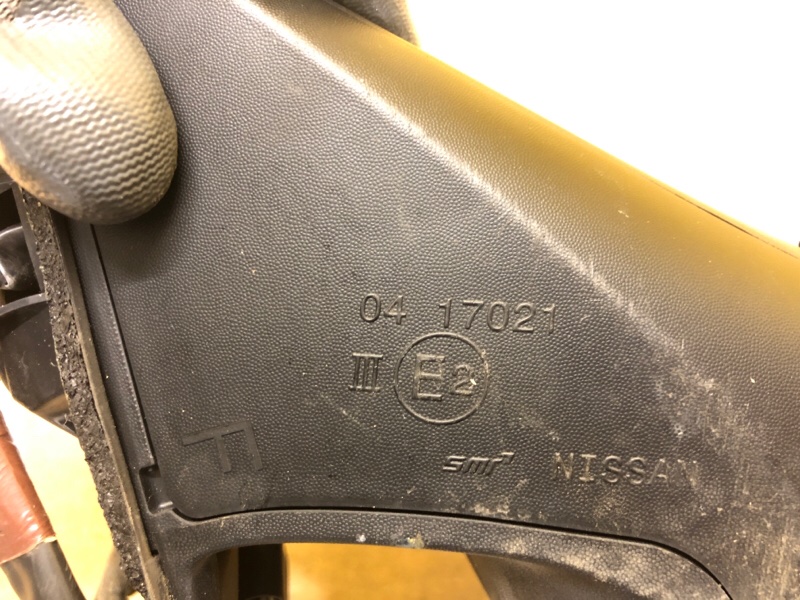 04 17021
III E2
smr NISSAN
F